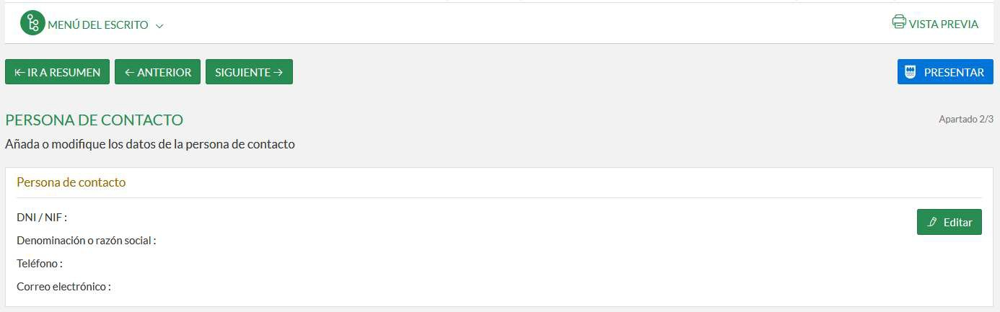 MENÚ DEL ESCRITO
VISTA PREVIA
IR A RESUMEN
ANTERIOR
SIGUIENTE
PRESENTAR
PERSONA DE CONTACTO
Apartado 2/3
Añada o modifique los datos de la persona de contacto
Persona de contacto
DNI / NIF :
Editar
Denominación o razón social :
Teléfono :
Correo electrónico :